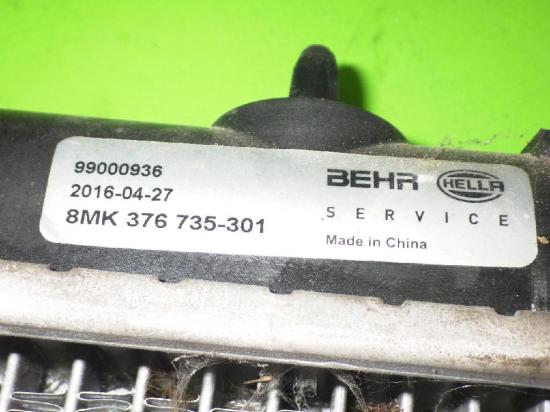 99000936
2016-04-27
8MK 376 735-301
BEHR HELLA
SERVICE
Made in China